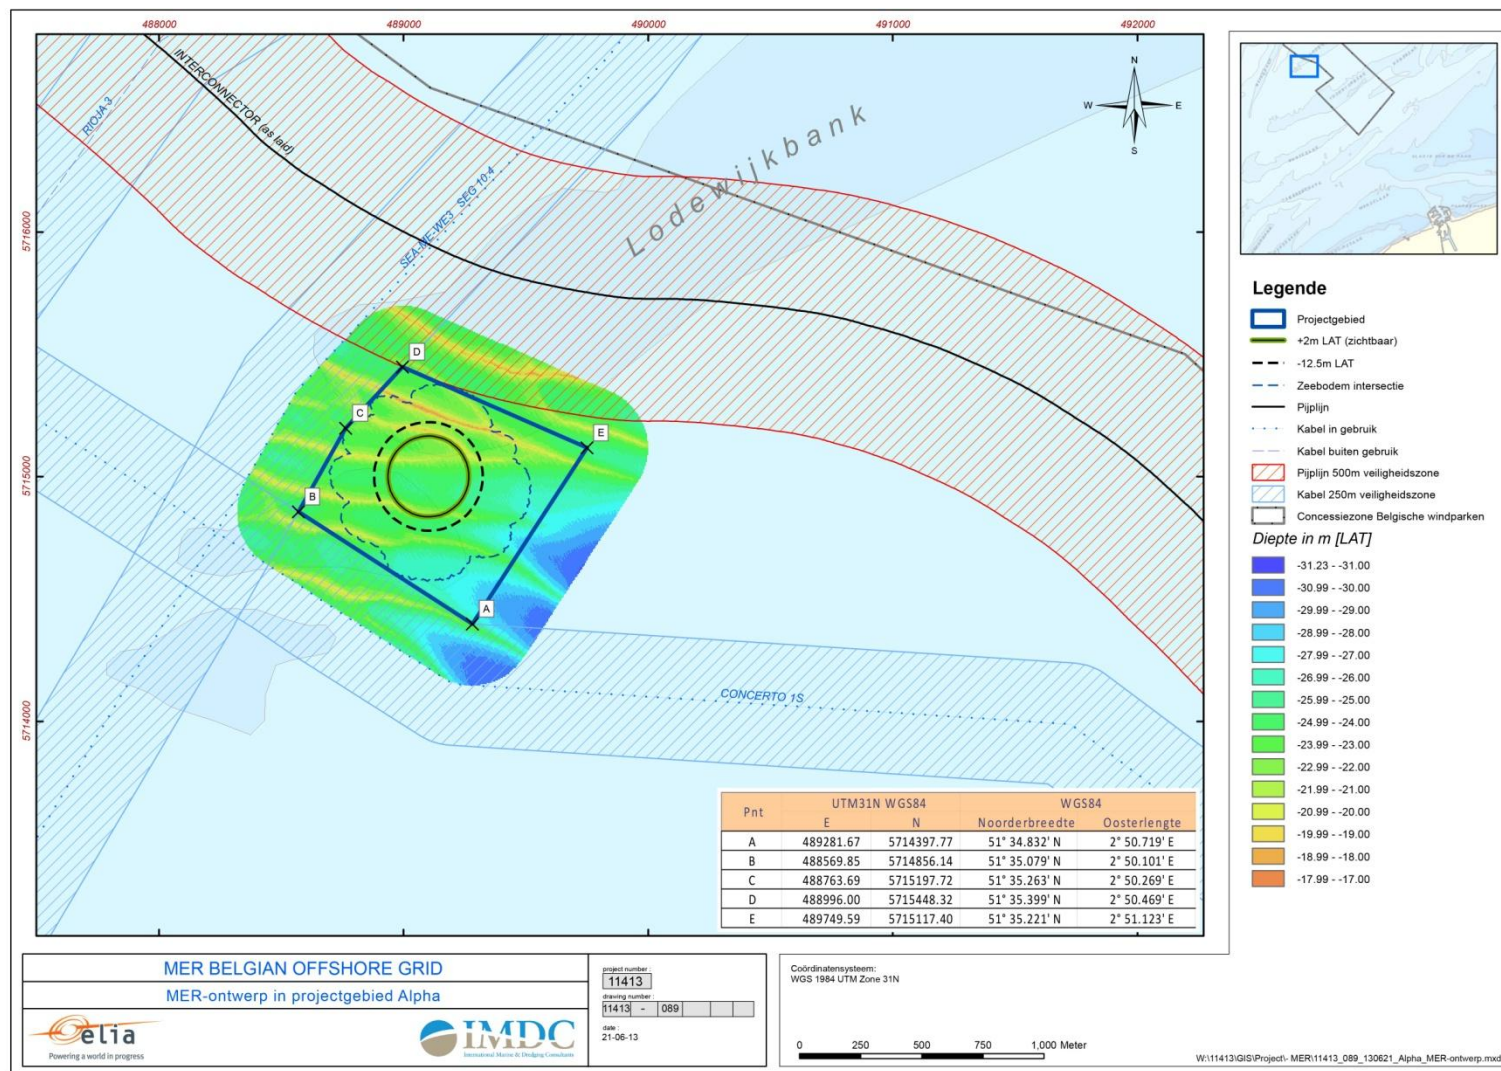 488000 489000 490000 491000 492000
5716000
5715000
5714000
RIOJA-3
INTERCONNECTOR (as laid)
SEA-ME-WE3 SEG 10.4
Lodewijkbank
N
W E
S
D
C
E
B
A
CONCERTO 1S
Pnt UTM31N WGS84 WGS84
E N Noorderbreedte Oosterlengte
A 489281.67 5714397.77 51° 34.832' N 2° 50.719' E
B 488569.85 5714856.14 51° 35.079' N 2° 50.101' E
C 488763.69 5715197.72 51° 35.263' N 2° 50.269' E
D 488996.00 5715448.32 51° 35.399' N 2° 50.469' E
E 489749.59 5715117.40 51° 35.221' N 2° 51.123' E
Legende
Projectgebied
+2m LAT (zichtbaar)
-12.5m LAT
Zeebodem intersectie
Pijplijn
Kabel in gebruik
Kabel buiten gebruik
Pijplijn 500m veiligheidszone
Kabel 250m veiligheidszone
Concessiezone Belgische windparken
Diepte in m [LAT]
-31.23 - -31.00
-30.99 - -30.00
-29.99 - -29.00
-28.99 - -28.00
-27.99 - -27.00
-26.99 - -26.00
-25.99 - -25.00
-24.99 - -24.00
-23.99 - -23.00
-22.99 - -22.00
-21.99 - -21.00
-20.99 - -20.00
-19.99 - -19.00
-18.99 - -18.00
-17.99 - -17.00
MER BELGIAN OFFSHORE GRID
MER-ontwerp in projectgebied Alpha
elia
Powering a world in progress
IMDC
International Marine & Dredging Consultants
project number :
11413
drawing number :
11413 - 089
date :
21-06-13
Coördinatensysteem:
WGS 1984 UTM Zone 31N
0 250 500 750 1,000 Meter
W:\11413\GIS\Project\- MER\11413_089_130621_Alpha_MER-ontwerp.mxd